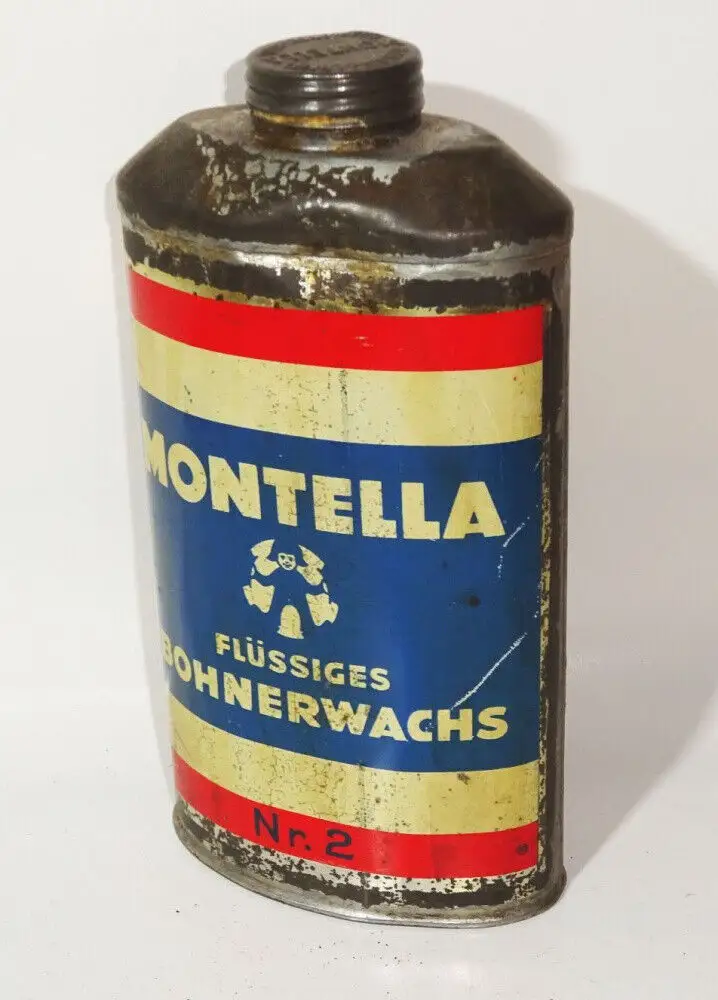 MONTELLA
FLÜSSIGES
BOHNERWACHS
Nr. 2